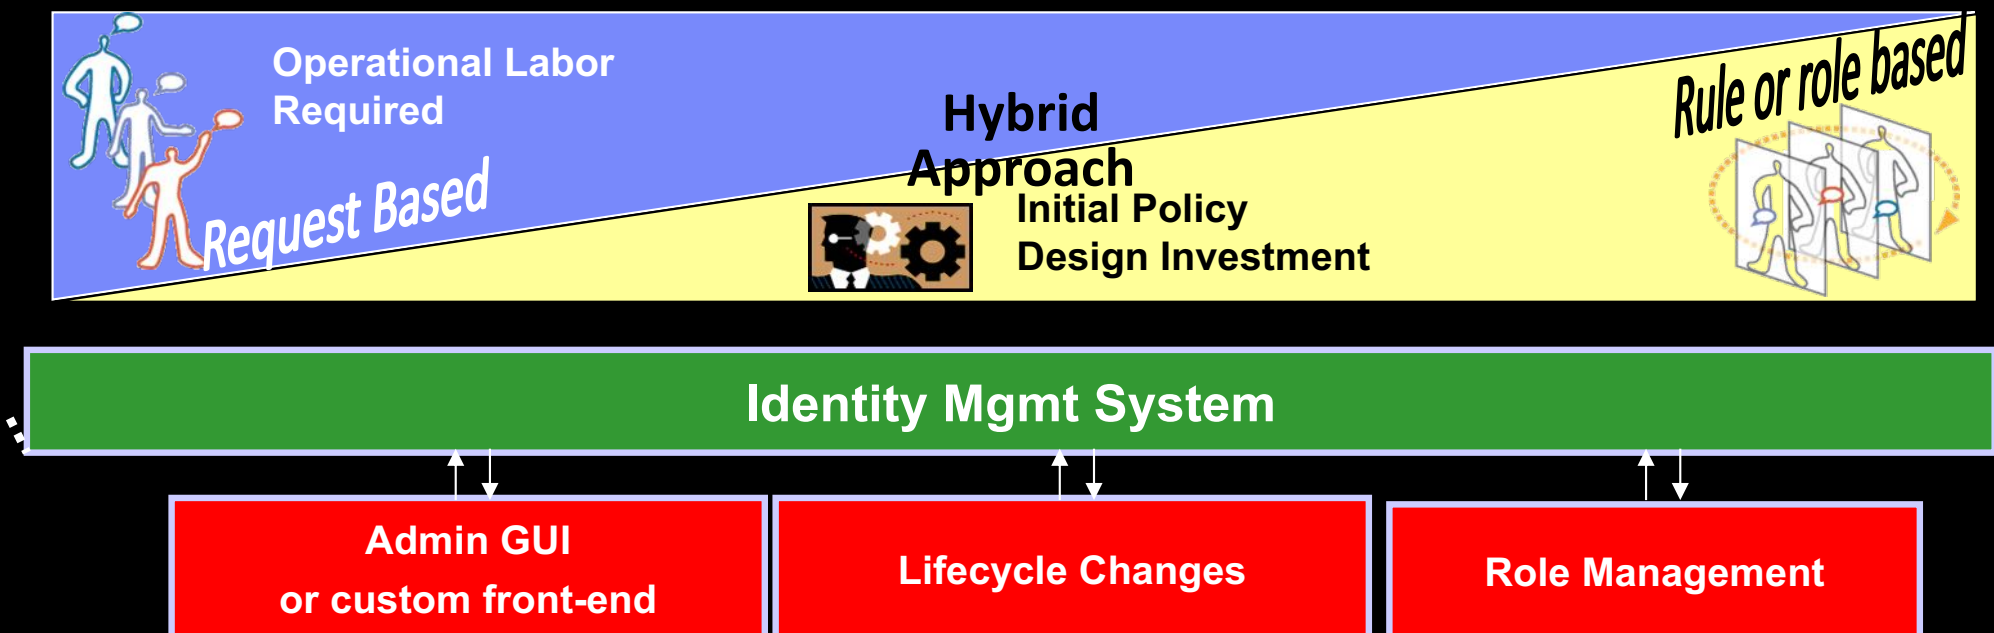 Operational Labor
Required
Request Based
Hybrid
Approach
Initial Policy
Design Investment
Rule or role based
Identity Mgmt System
Admin GUI
or custom front-end
Lifecycle Changes
Role Management